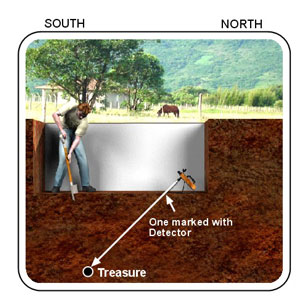 SOUTH
NORTH
One marked with
Detector
Treasure